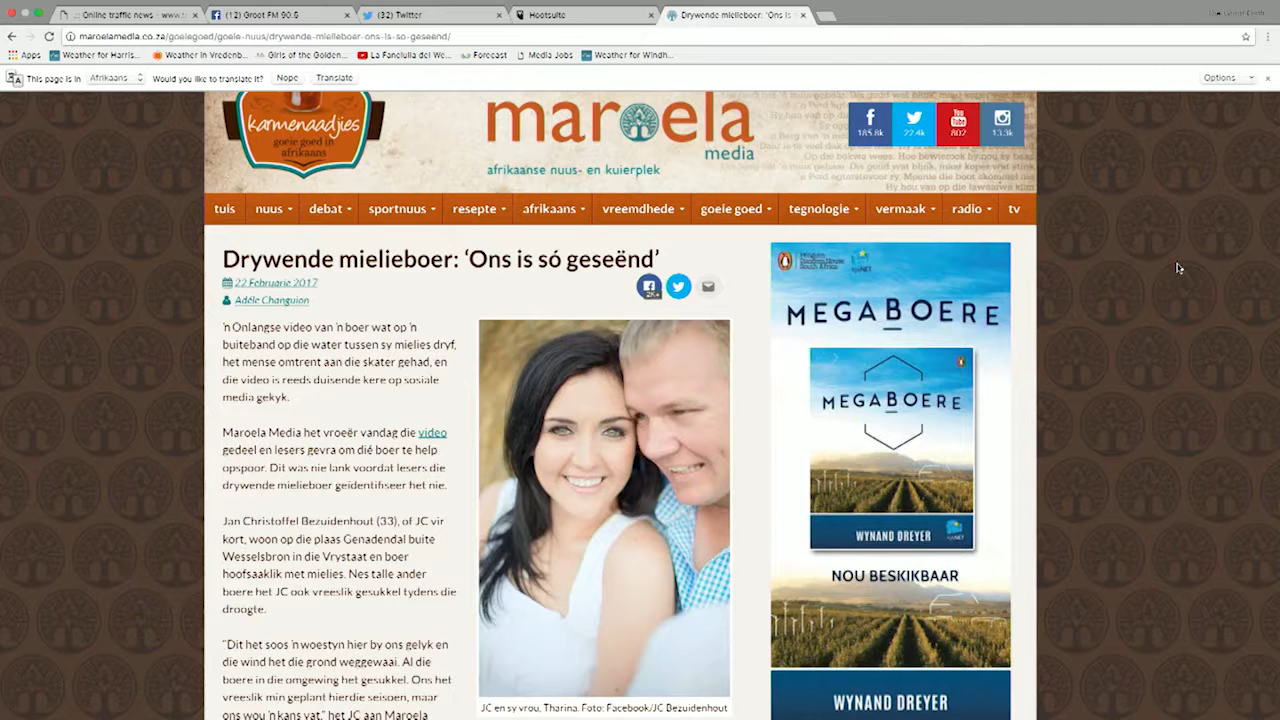 .: Online traffic news - www.t
(12) Groot FM 90.5
(32) Twitter
Hootsuite
Drywende mielieboer: 'Ons is
maroelamedia.co.za/goeiegoed/goeie-nuus/drywende-mielieboer-ons-is-so-geseend/
Apps
Weather for Harris...
Weather in Vredenb...
Girls of the Golden...
La Fanciulla del We...
Forecast
Media Jobs
Weather for Windh...
This page is in
Afrikaans
Would you like to translate it?
Nope
Translate
Options
karmenaadjies
goeie goed in
afrikaans
maroela
media
afrikaanse nuus- en kuierplek
185.8k
22.4k
You Tube
802
13.3k
tuis
nuus
debat
sportnuus
resepte
afrikaans
vreemdhede
goeie goed
tegnologie
vermaak
radio
tv
Drywende mielieboer: ‘Ons is só geseënd’
22 Februarie 2017
Adéle Changuion
2K+
'n Onlangse video van 'n boer wat op 'n
buiteband op die water tussen sy mielies dryf,
het mense omtrent aan die skater gehad, en
die video is reeds duisende kere op sosiale
media gekyk.
Maroela Media het vroeër vandag die video
gedeel en lesers gevra om dié boer te help
opspoor. Dit was nie lank voordat lesers die
drywende mielieboer geïdentifiseer het nie.
Jan Christoffel Bezuidenhout (33), of JC vir
kort, woon op die plaas Genadendal buite
Wesselsbron in die Vrystaat en boer
hoofsaaklik met mielies. Nes talle ander
boere het JC ook vreeslik gesukkel tydens die
droogte.
"Dit het soos 'n woestyn hier by ons gelyk en
die wind het die grond weggewaai. Al die
boere in die omgewing het gesukkel. Ons het
vreeslik min geplant hierdie seisoen, maar
ons wou 'n kans vat," het JC aan Maroela
JC en sy vrou, Tharina. Foto: Facebook/JC Bezuidenhout
Penguin
Random House
South Africa
MEGABOERE
MEGABOERE
WYNAND DREYER
NOU BESKIKBAAR
WYNAND DREYER